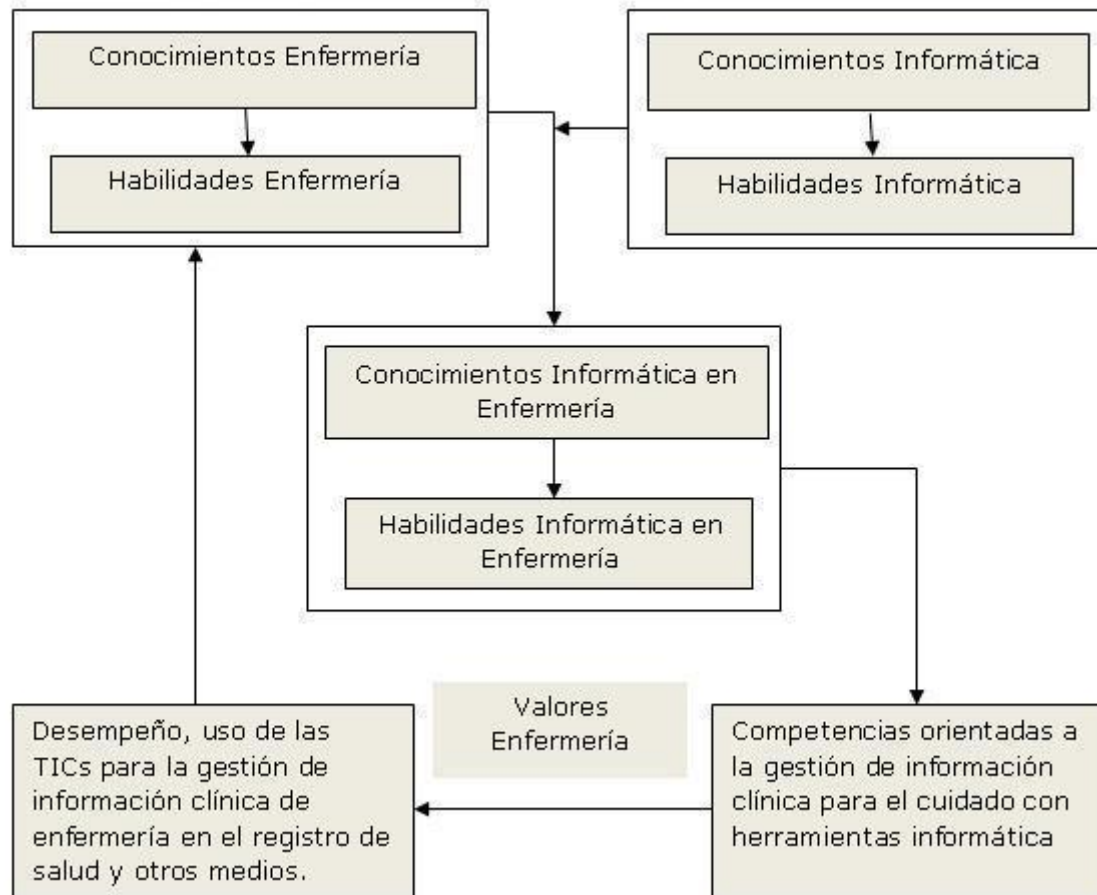 Conocimientos Enfermería
Habilidades Enfermería
Conocimientos Informática
Habilidades Informática
Conocimientos Informática en
Enfermería
Habilidades Informática en
Enfermería
Valores
Enfermería
Desempeño, uso de las
TICs para la gestión de
información clínica de
enfermería en el registro de
salud y otros medios.
Competencias orientadas a
la gestión de información
clínica para el cuidado con
herramientas informática